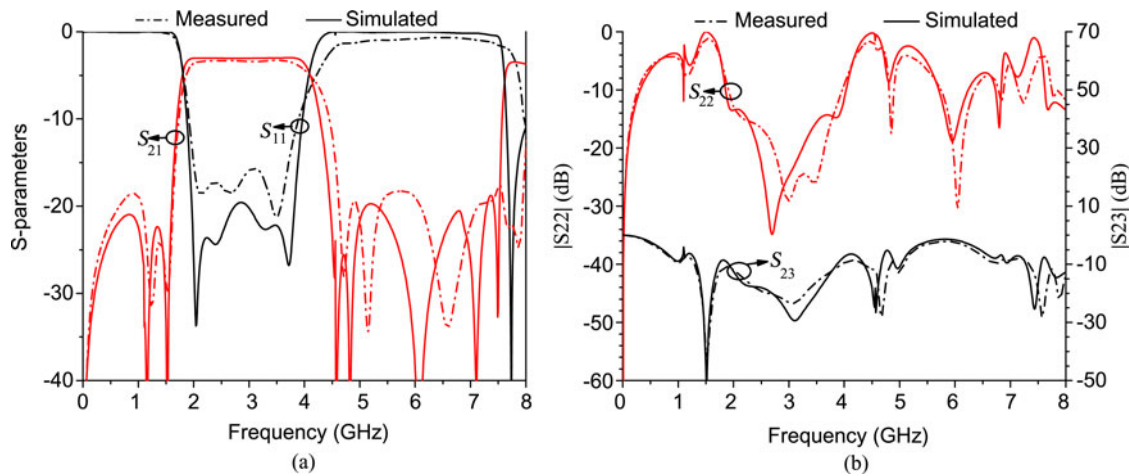 Measured Simulated
0
-10
-20
-30
-40
S-parameters
S21
S11
0 1 2 3 4 5 6 7 8
Frequency (GHz)
(a)
Measured Simulated
0
-10
-20
-30
-40
-50
-60
|S22| (dB)
S22
S23
70
50
30
10
-10
-30
-50
|S23| (dB)
0 1 2 3 4 5 6 7 8
Frequency (GHz)
(b)